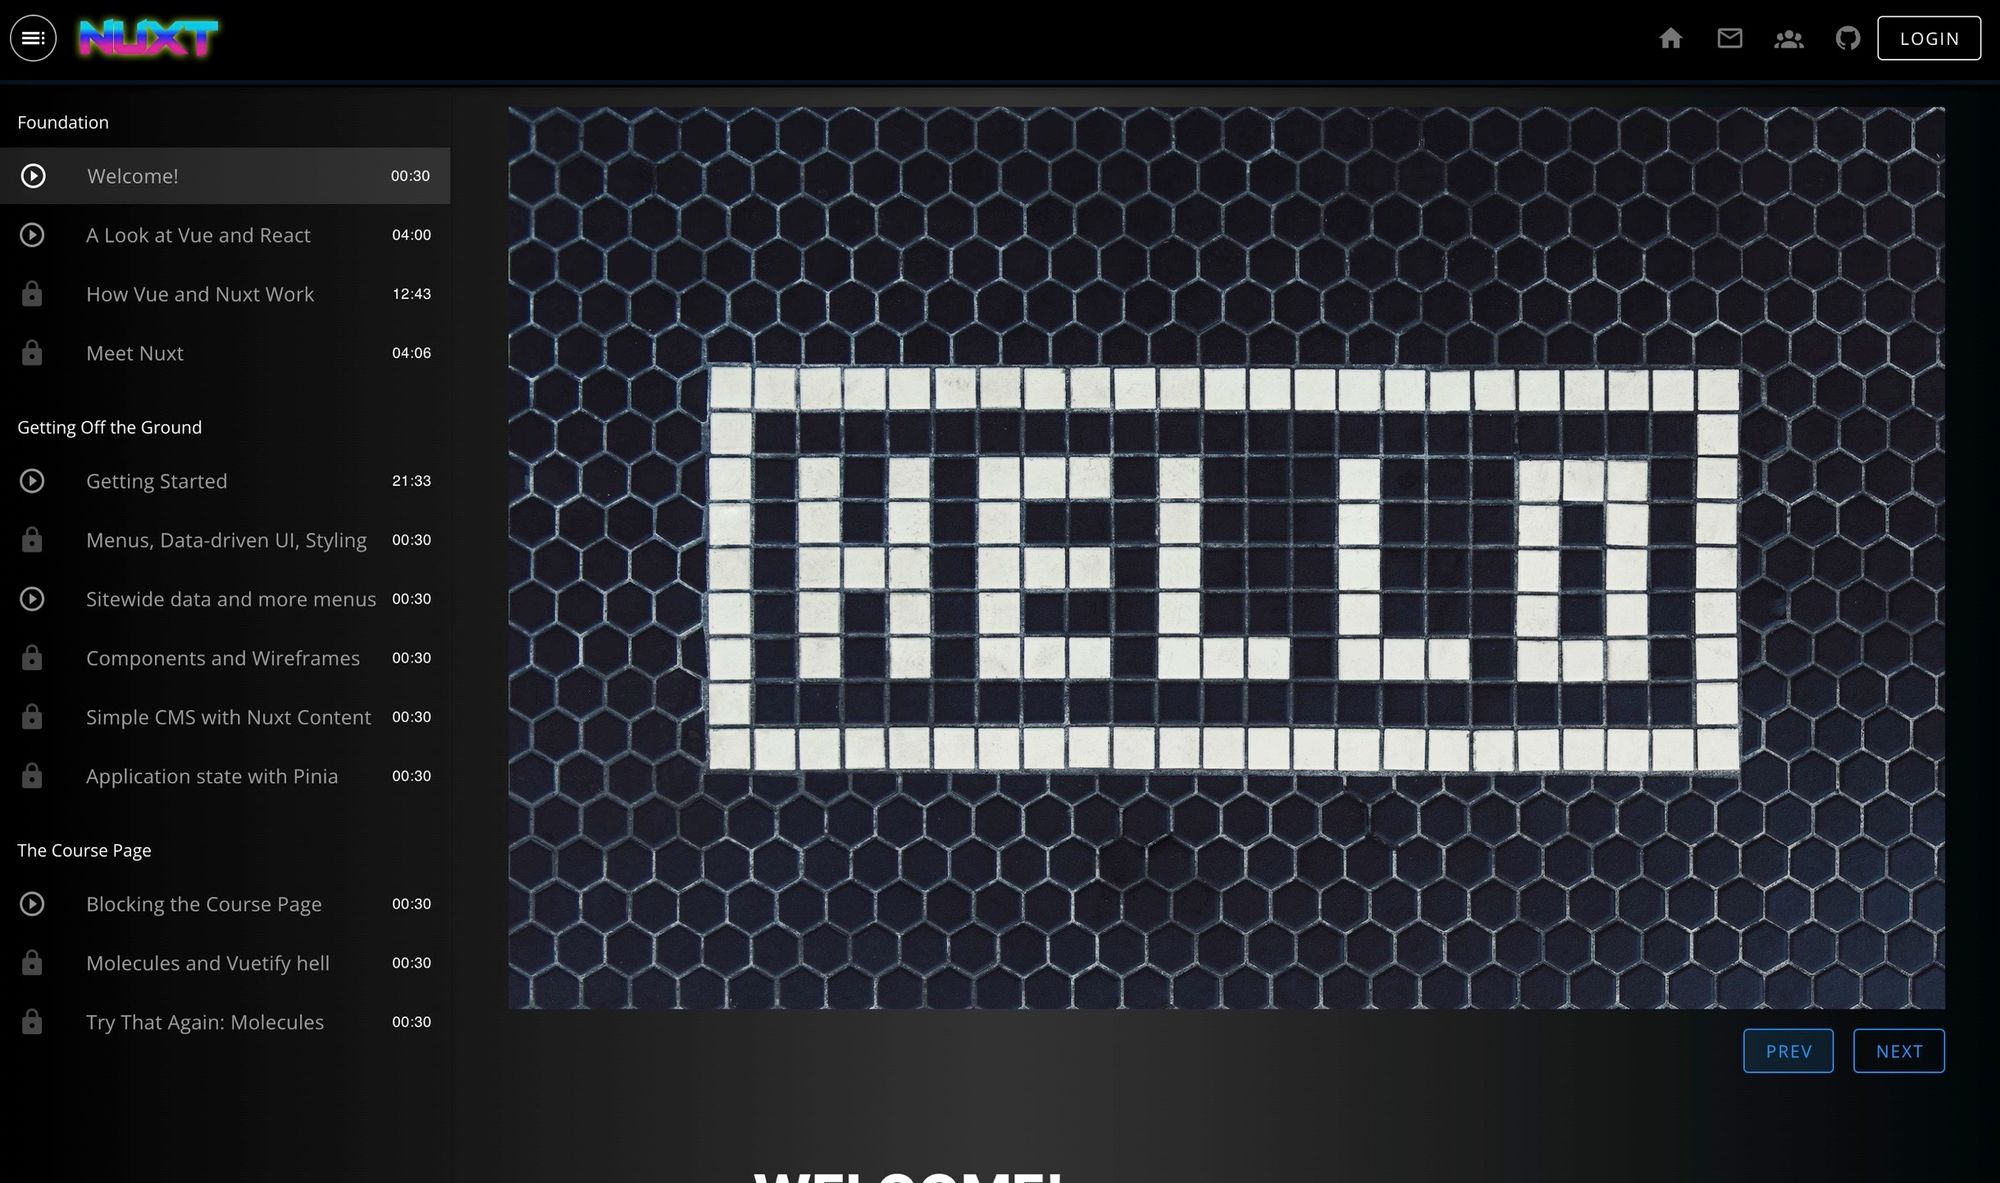 NUXT
LOGIN
Foundation
Welcome! 00:30
A Look at Vue and React 04:00
How Vue and Nuxt Work 12:43
Meet Nuxt 04:06
Getting Off the Ground
Getting Started 21:33
Menus, Data-driven UI, Styling 00:30
Sitewide data and more menus 00:30
Components and Wireframes 00:30
Simple CMS with Nuxt Content 00:30
Application state with Pinia 00:30
The Course Page
Blocking the Course Page 00:30
Molecules and Vuetify hell 00:30
Try That Again: Molecules 00:30
HELLO
PREV NEXT
WELCOME!